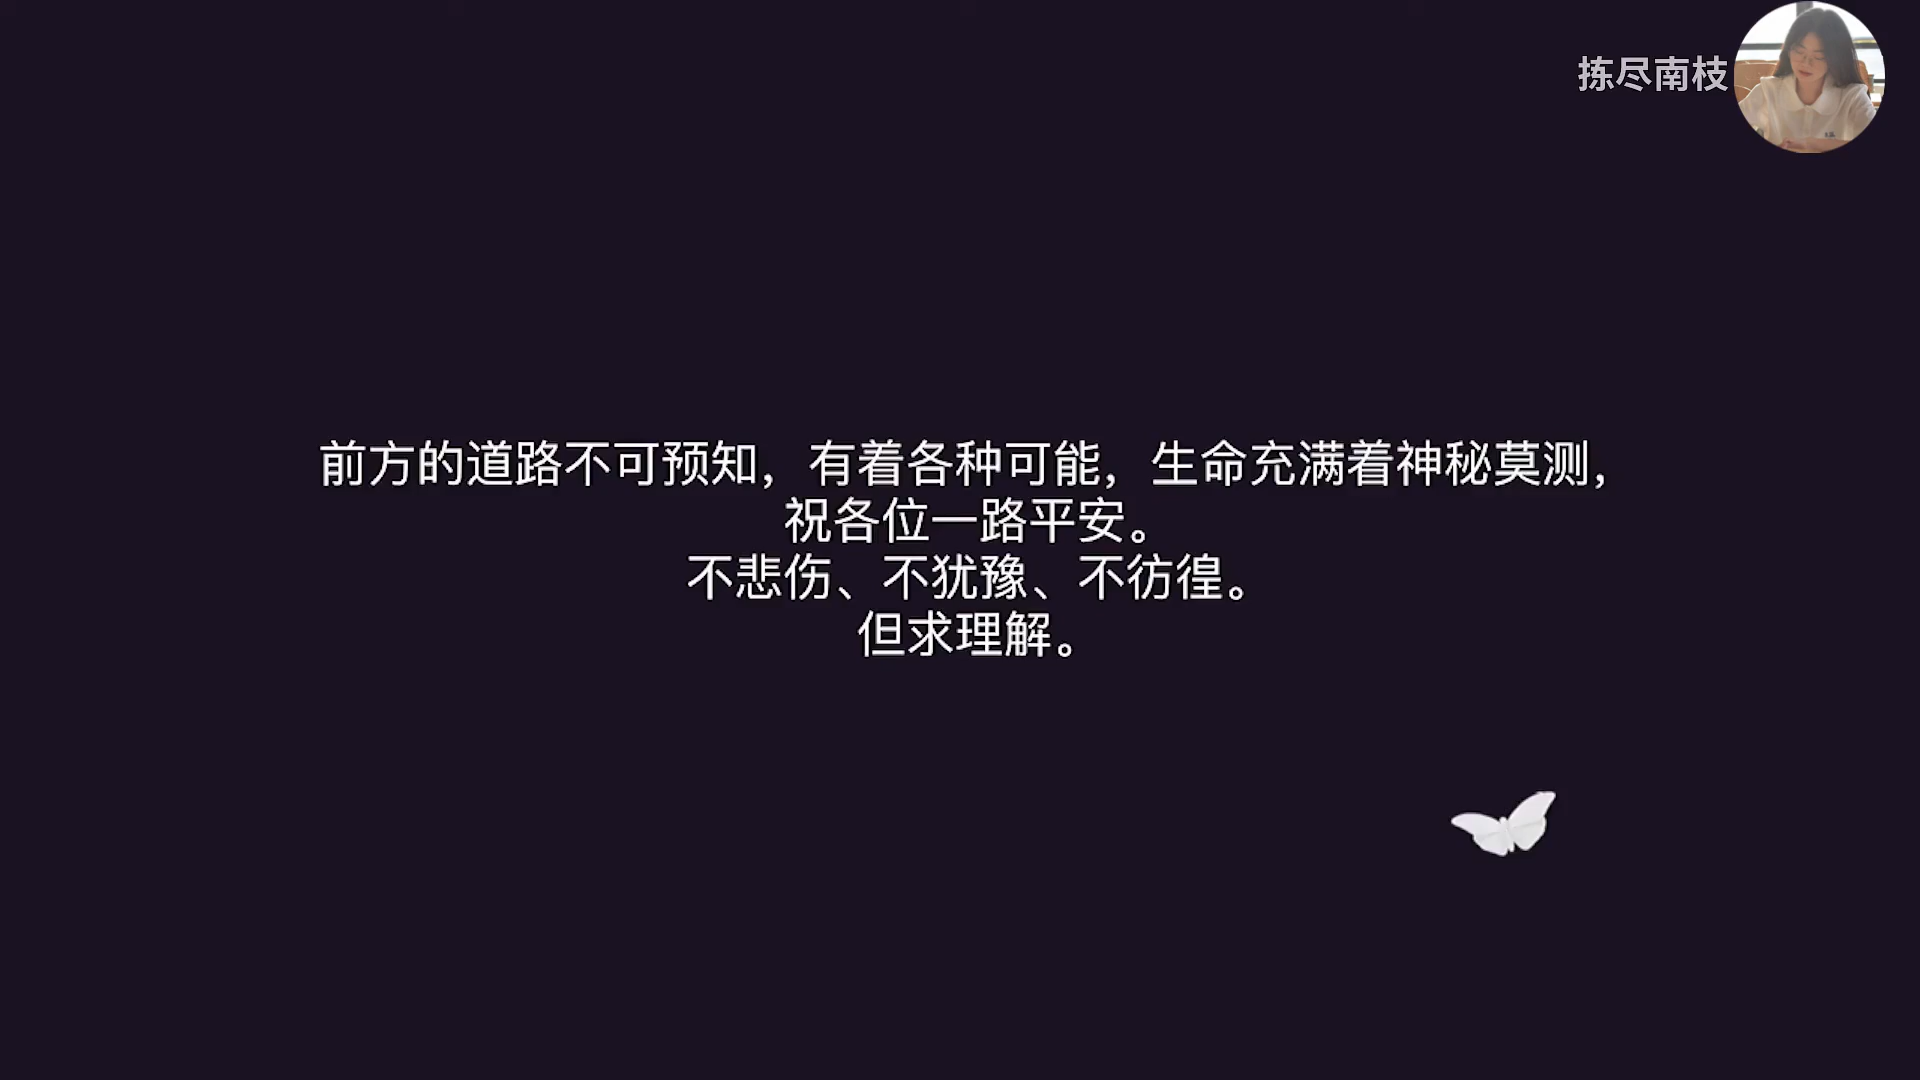 拣尽南枝
前方的道路不可预知，有着各种可能，生命充满着神秘莫测，
祝各位一路平安。
不悲伤、不犹豫、不彷徨。
但求理解。